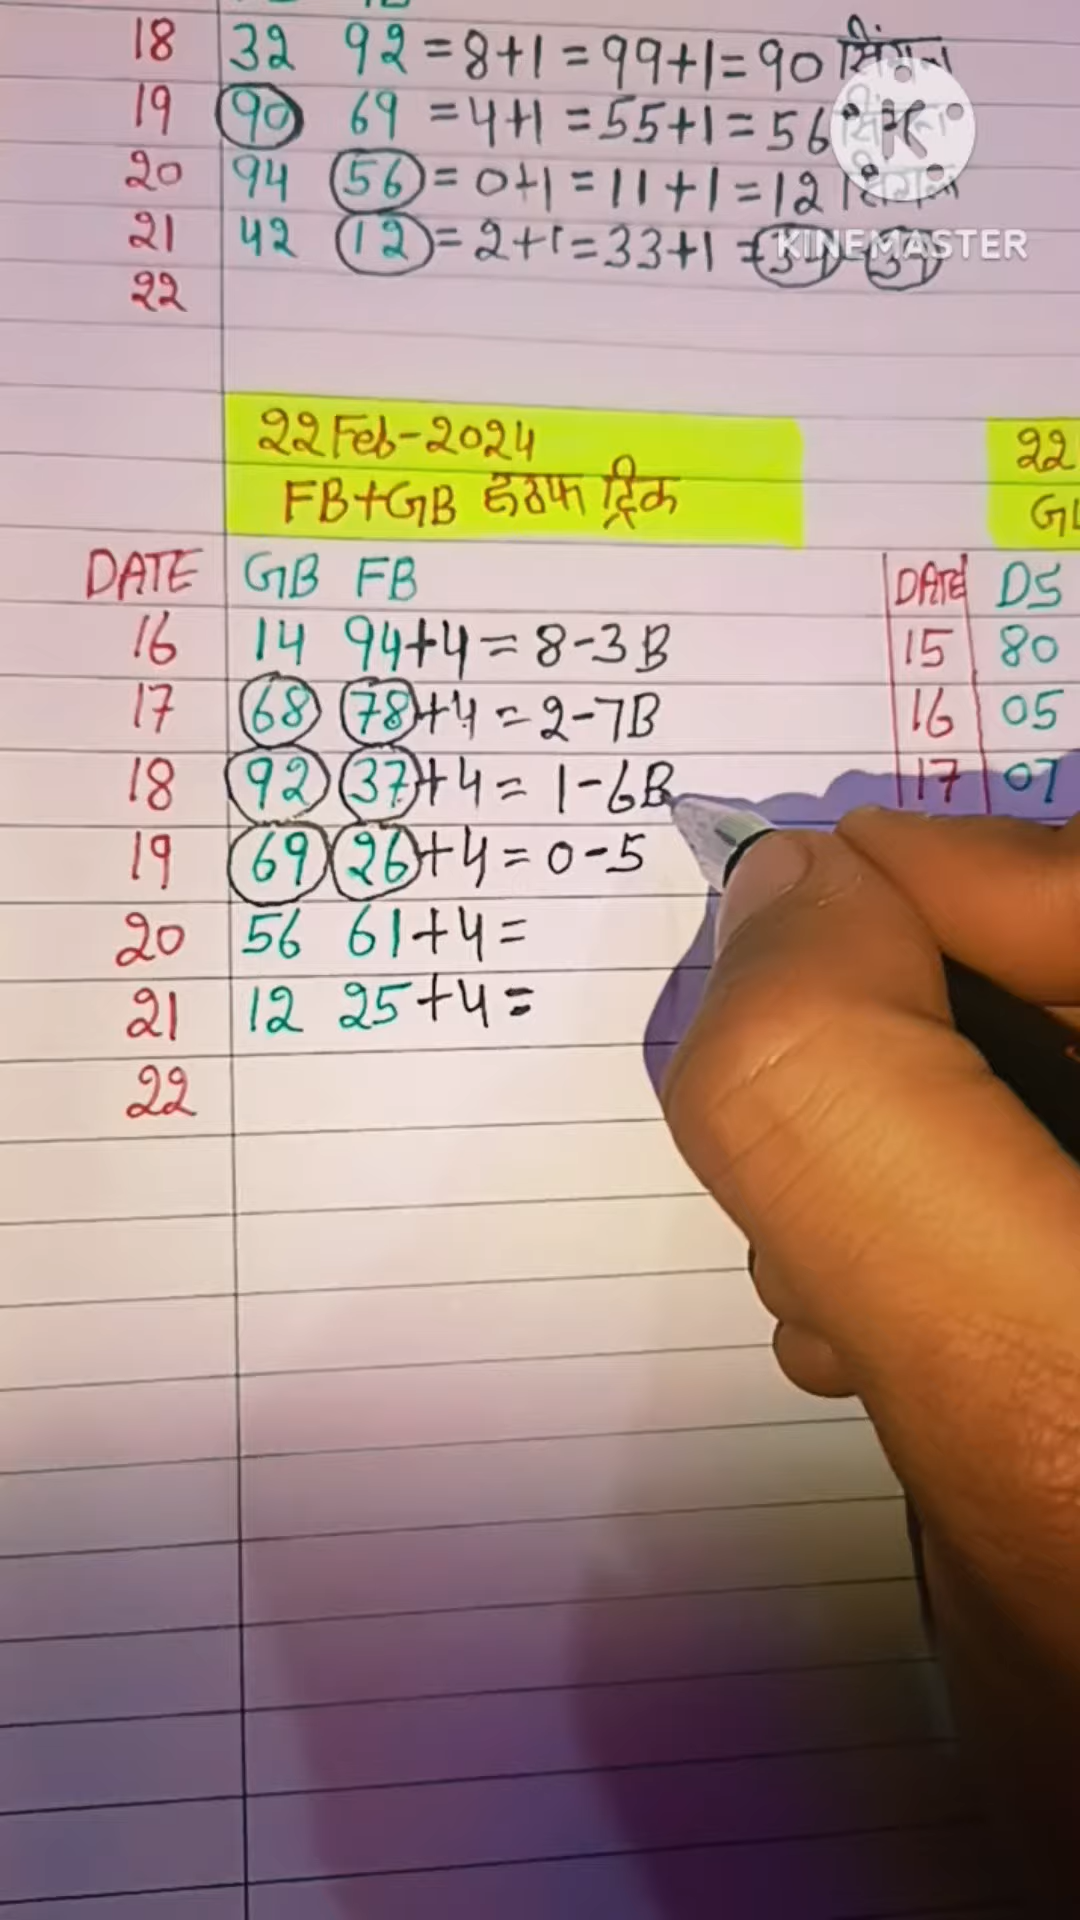 18 32 92 = 8+1 = 99+1 = 90 सिंगल
19 90 69 = 4+1 = 55+1 = 56
20 94 56 = 0+1 = 11+1 = 12 सिंगल
21 42 12 = 2+1 = 33+1 =
KINEMASTER
22
22 Feb-2024
FB+GB हरूफ ट्रिक
22
DATE GB FB
16 14 94+4 = 8-3B
17 68 78+4 = 2-7B
18 92 37+4 = 1-6B
19 69 26+4 = 0-5
20 56 61+4 =
21 12 25+4 =
22
DATE DS
15 80
16 05
17 07